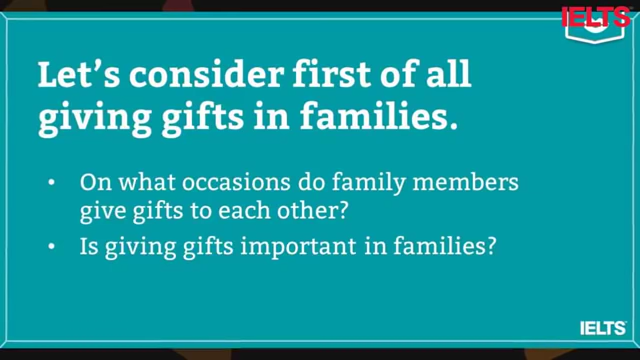 IELTS
Let's consider first of all
giving gifts in families.
• On what occasions do family members
give gifts to each other?
• Is giving gifts important in families?
IELTS